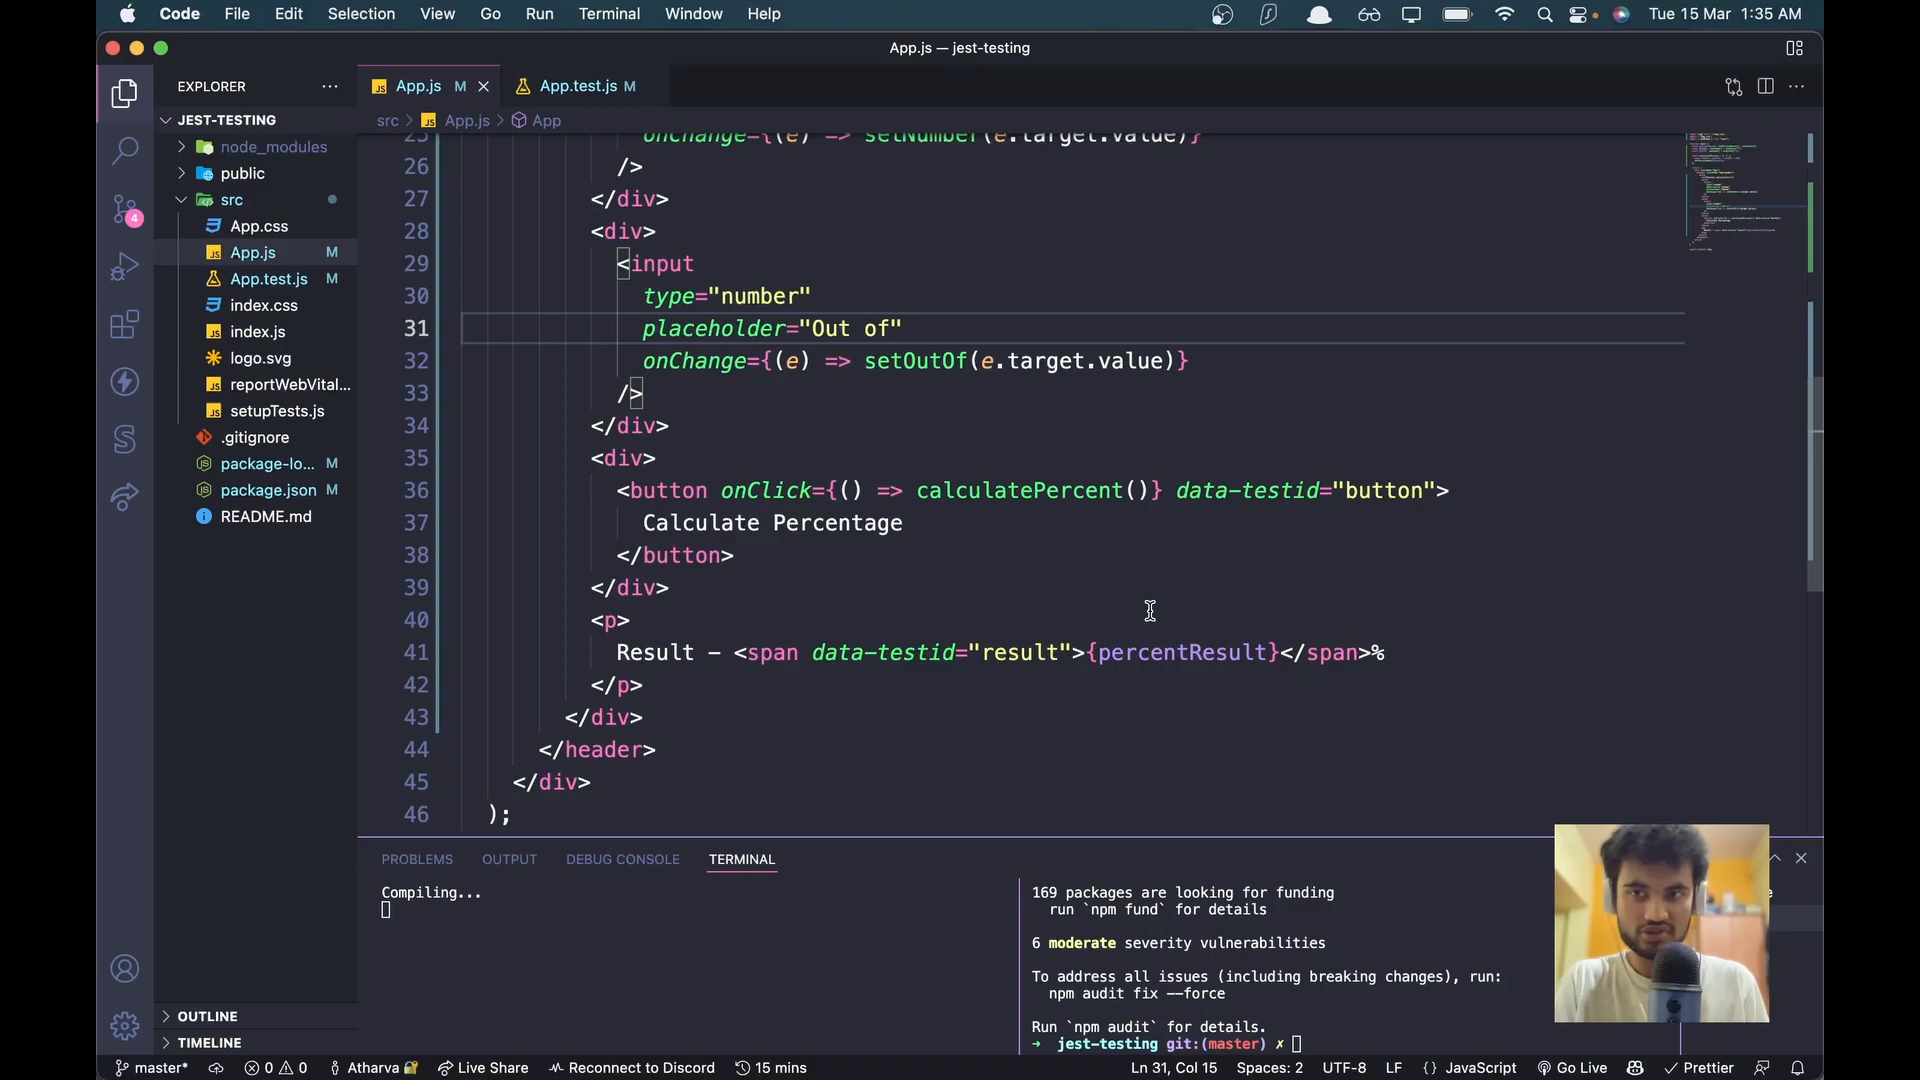 Code File Edit Selection View Go Run Terminal Window Help Tue 15 Mar 1:35 AM
App.js — jest-testing
EXPLORER
JEST-TESTING
node_modules
public
src
App.css
App.js M
App.test.js M
index.css
index.js
logo.svg
reportWebVital...
setupTests.js
.gitignore
package-lo... M
package.json M
README.md
OUTLINE
TIMELINE
4
App.js M
App.test.js M
src > App.js > App
25 onChange={(e) => setNumber(e.target.value)}
26 />
27 </div>
28 <div>
29 <input
30 type="number"
31 placeholder="Out of"
32 onChange={(e) => setOutOf(e.target.value)}
33 />
34 </div>
35 <div>
36 <button onClick={() => calculatePercent()} data-testid="button">
37 Calculate Percentage
38 </button>
39 </div>
40 <p>
41 Result - <span data-testid="result">{percentResult}</span>%
42 </p>
43 </div>
44 </header>
45 </div>
46 );
PROBLEMS OUTPUT DEBUG CONSOLE TERMINAL
Compiling...
169 packages are looking for funding
run `npm fund` for details
6 moderate severity vulnerabilities
To address all issues (including breaking changes), run:
npm audit fix --force
Run `npm audit` for details.
→ jest-testing git:(master) ✗
master* 0 0 Atharva Live Share Reconnect to Discord 15 mins Ln 31, Col 15 Spaces: 2 UTF-8 LF {} JavaScript Go Live Prettier